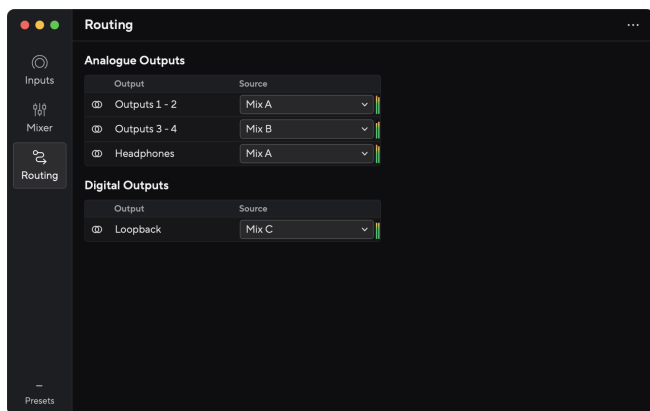 Routing
...
Inputs
Mixer
Routing
Presets
Analogue Outputs
Output Source
Outputs 1 - 2 Mix A
Outputs 3 - 4 Mix B
Headphones Mix A
Digital Outputs
Output Source
Loopback Mix C